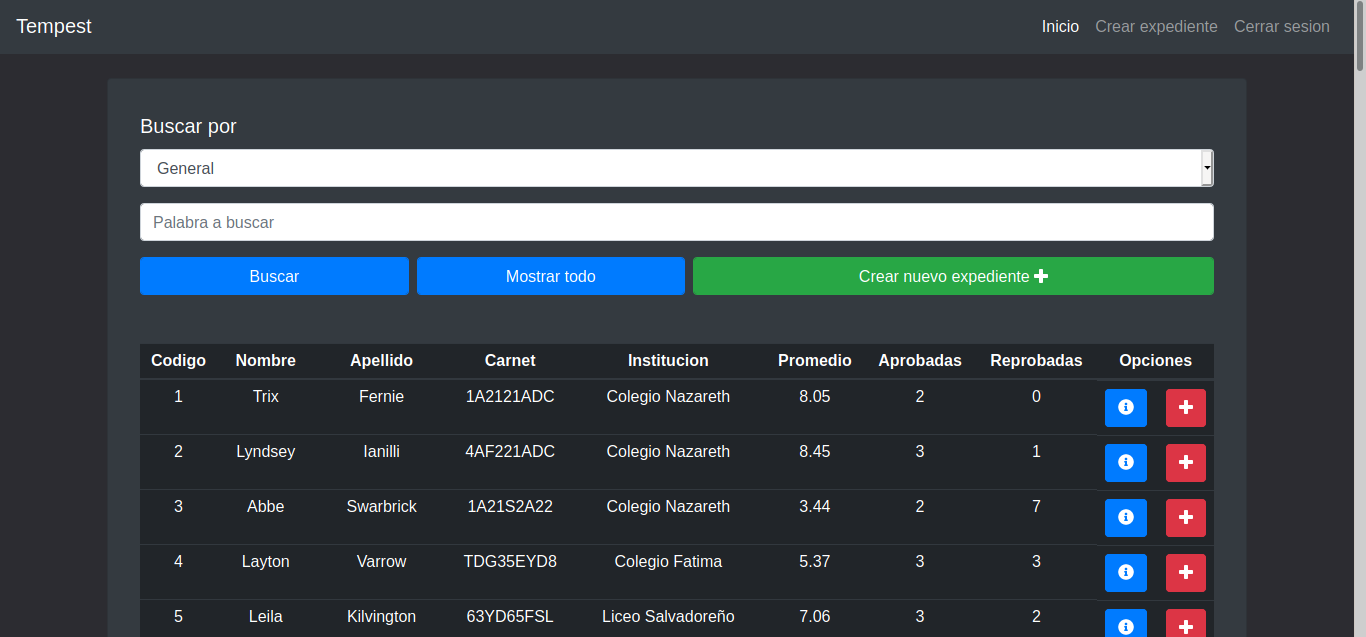 Tempest Inicio Crear expediente Cerrar sesion
Buscar por
General
Palabra a buscar
Buscar Mostrar todo Crear nuevo expediente
Codigo Nombre Apellido Carnet Institucion Promedio Aprobadas Reprobadas Opciones
1 Trix Fernie 1A2121ADC Colegio Nazareth 8.05 2 0
2 Lyndsey Ianilli 4AF221ADC Colegio Nazareth 8.45 3 1
3 Abbe Swarbrick 1A21S2A22 Colegio Nazareth 3.44 2 7
4 Layton Varrow TDG35EYD8 Colegio Fatima 5.37 3 3
5 Leila Kilvington 63YD65FSL Liceo Salvadoreño 7.06 3 2